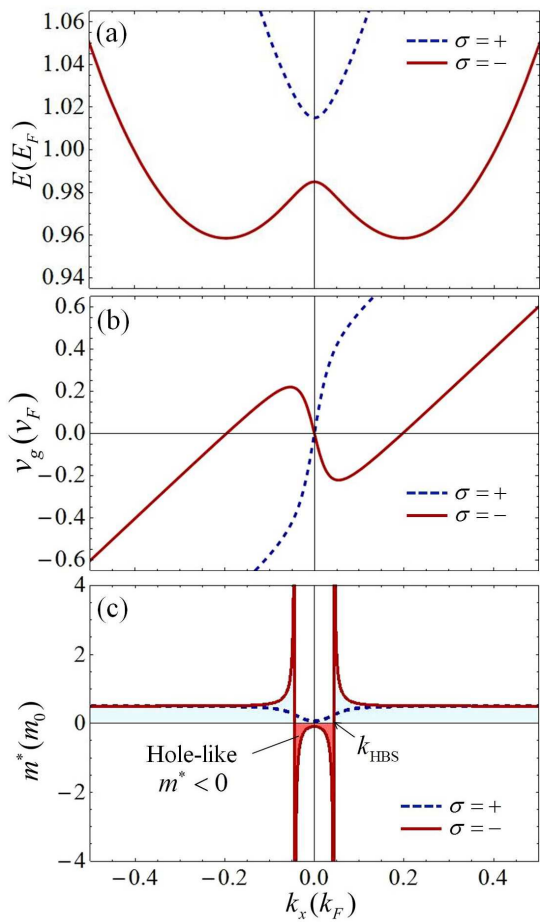 (a)
1.06
1.04
1.02
1.00
0.98
0.96
0.94
E(E_F)
σ = +
σ = −
(b)
0.6
0.4
0.2
0.0
−0.2
−0.4
−0.6
v_g(v_F)
σ = +
σ = −
(c)
4
2
0
−2
−4
m*(m_0)
Hole-like
m* < 0
k_HBS
σ = +
σ = −
−0.4 −0.2 0.0 0.2 0.4
k_x(k_F)